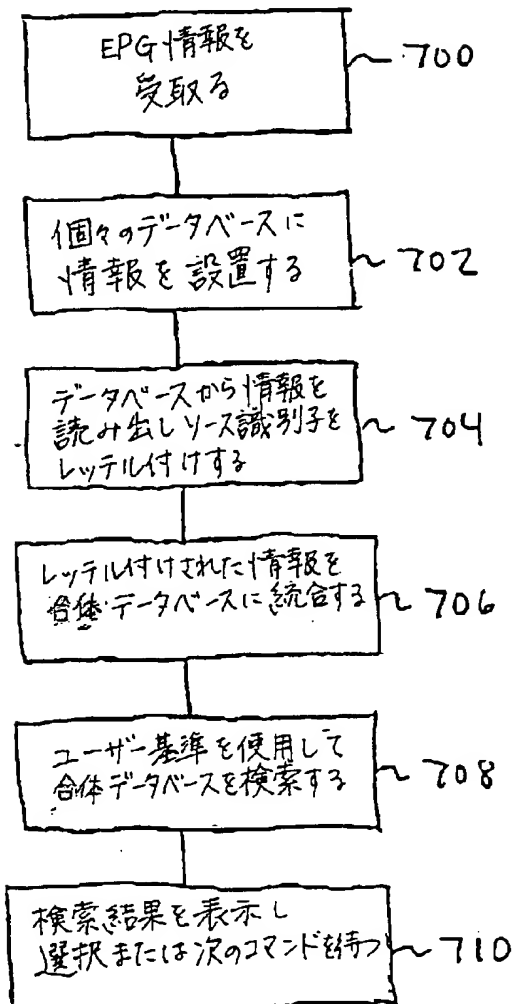 EPG情報を
受取る
700
個々のデータベースに
情報を設置する
702
データベースから情報を
読み出しソース識別子を
レッテル付けする
704
レッテル付けされた情報を
合体データベースに統合する
706
ユーザー基準を使用して
合体データベースを検索する
708
検索結果を表示し
選択または次のコマンドを待つ
710